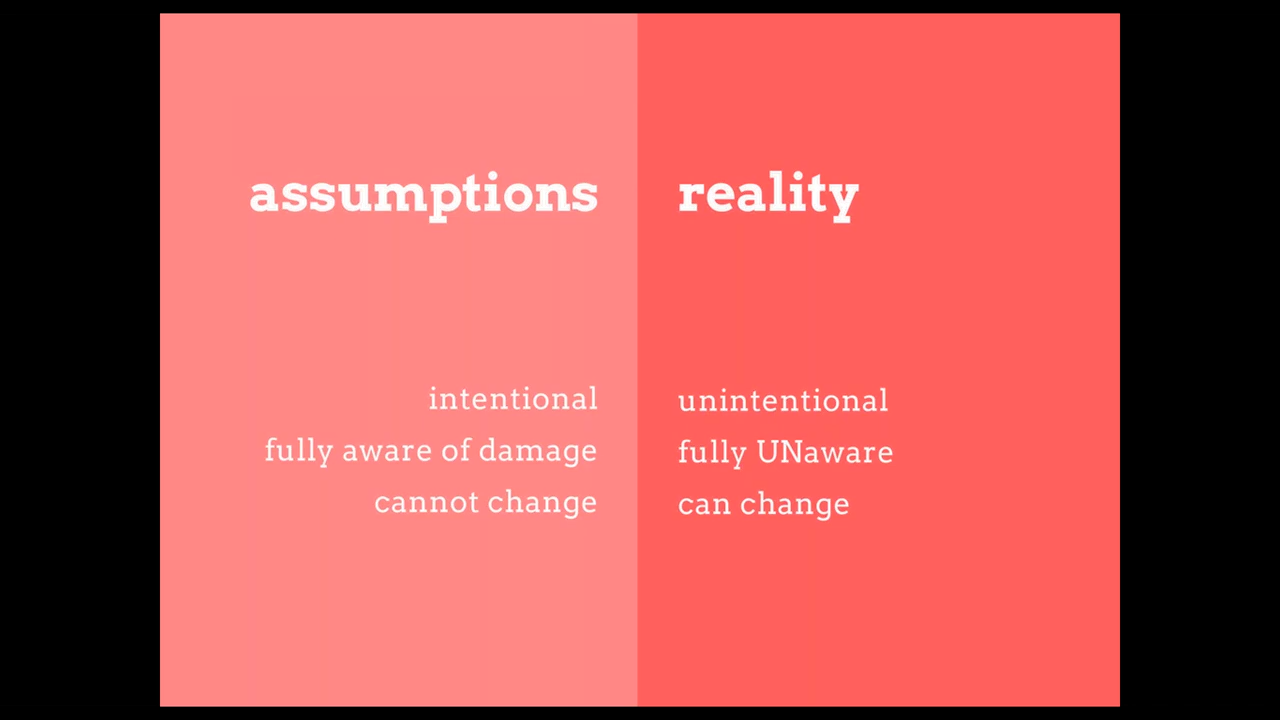 assumptions
intentional
fully aware of damage
cannot change
reality
unintentional
fully UNaware
can change